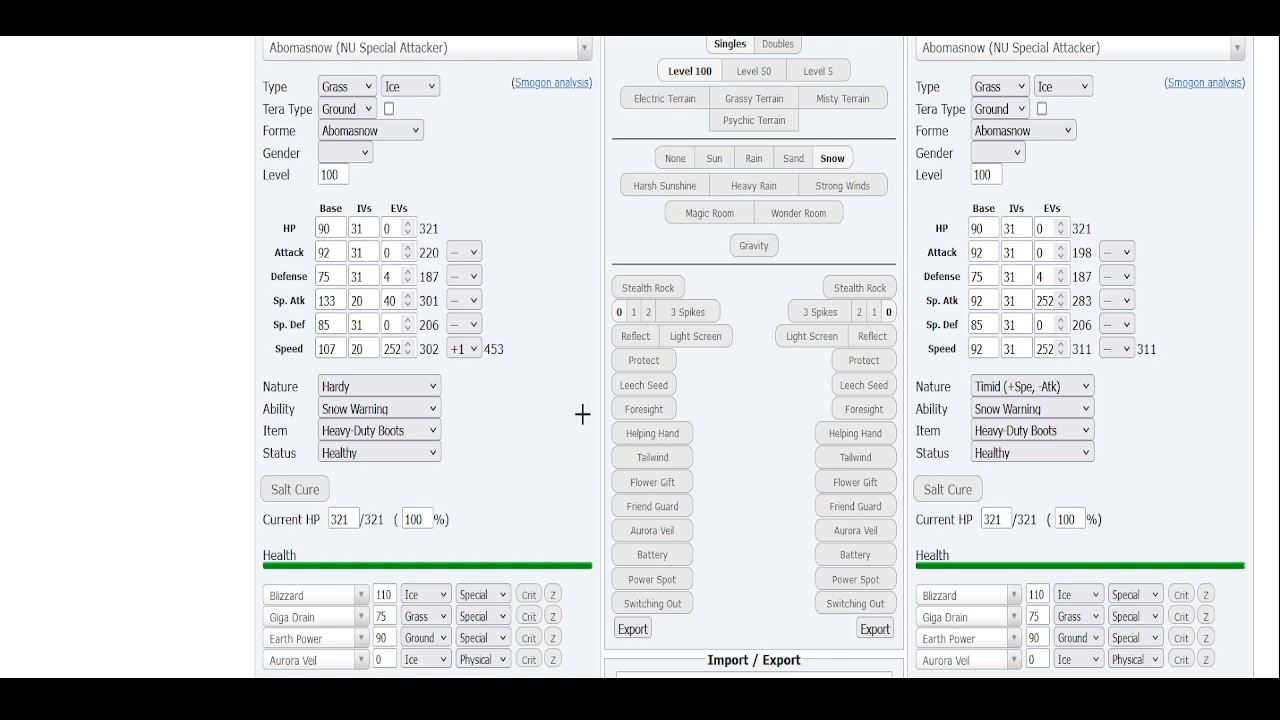 Abomasnow (NU Special Attacker)
Type Grass Ice (Smogon analysis)
Tera Type Ground
Forme Abomasnow
Gender
Level 100
Base IVs EVs
HP 90 31 0 321
Attack 92 31 0 220 --
Defense 75 31 4 187 --
Sp. Atk 133 20 40 301 --
Sp. Def 85 31 0 206 --
Speed 107 20 252 302 +1 453
Nature Hardy
Ability Snow Warning
Item Heavy-Duty Boots
Status Healthy
Salt Cure
Current HP 321 /321 ( 100 %)
Health
Blizzard 110 Ice Special Crit Z
Giga Drain 75 Grass Special Crit Z
Earth Power 90 Ground Special Crit Z
Aurora Veil 0 Ice Physical Crit Z
Singles Doubles
Level 100 Level 50 Level 5
Electric Terrain Grassy Terrain Misty Terrain
Psychic Terrain
None Sun Rain Sand Snow
Harsh Sunshine Heavy Rain Strong Winds
Magic Room Wonder Room
Gravity
Stealth Rock Stealth Rock
0 1 2 3 Spikes 3 Spikes 2 1 0
Reflect Light Screen Light Screen Reflect
Protect Protect
Leech Seed Leech Seed
Foresight Foresight
Helping Hand Helping Hand
Tailwind Tailwind
Flower Gift Flower Gift
Friend Guard Friend Guard
Aurora Veil Aurora Veil
Battery Battery
Power Spot Power Spot
Switching Out Switching Out
Export Export
Import / Export
Abomasnow (NU Special Attacker)
Type Grass Ice (Smogon analysis)
Tera Type Ground
Forme Abomasnow
Gender
Level 100
Base IVs EVs
HP 90 31 0 321
Attack 92 31 0 198 --
Defense 75 31 4 187 --
Sp. Atk 92 31 252 283 --
Sp. Def 85 31 0 206 --
Speed 92 31 252 311 -- 311
Nature Timid (+Spe, -Atk)
Ability Snow Warning
Item Heavy-Duty Boots
Status Healthy
Salt Cure
Current HP 321 /321 ( 100 %)
Health
Blizzard 110 Ice Special Crit Z
Giga Drain 75 Grass Special Crit Z
Earth Power 90 Ground Special Crit Z
Aurora Veil 0 Ice Physical Crit Z